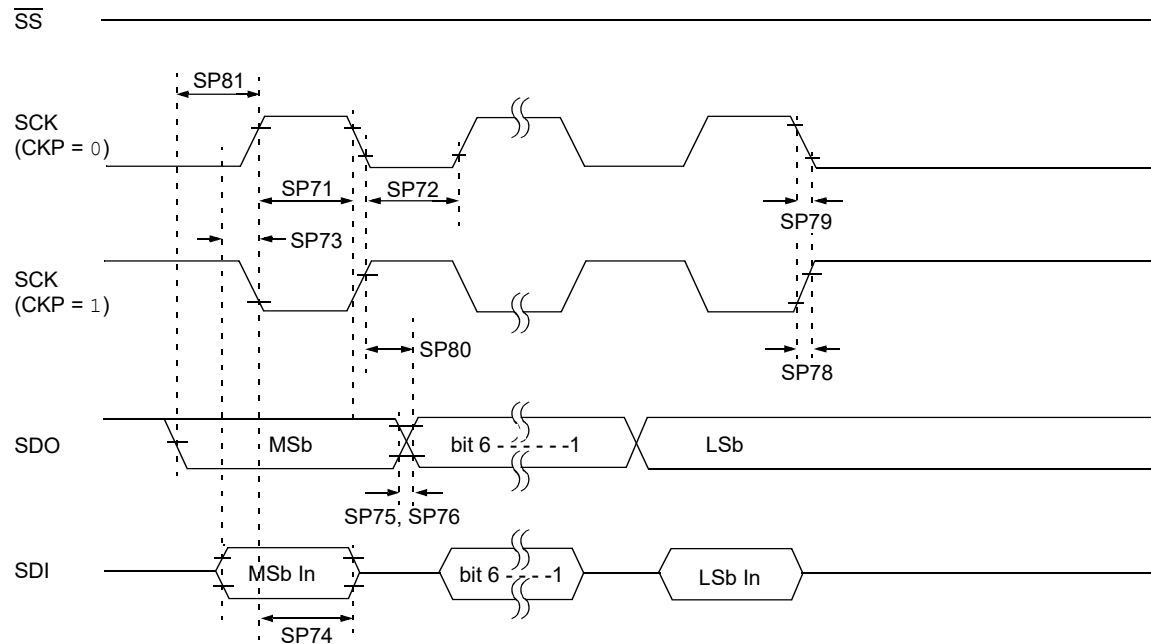 SS
SP81
SCK
(CKP = 0)
SP71
SP72
SP79
SP73
SCK
(CKP = 1)
SP80
SP78
SDO
MSb
bit 6 - - - - - -1
LSb
SP75, SP76
SDI
MSb In
bit 6 - - - - -1
LSb In
SP74